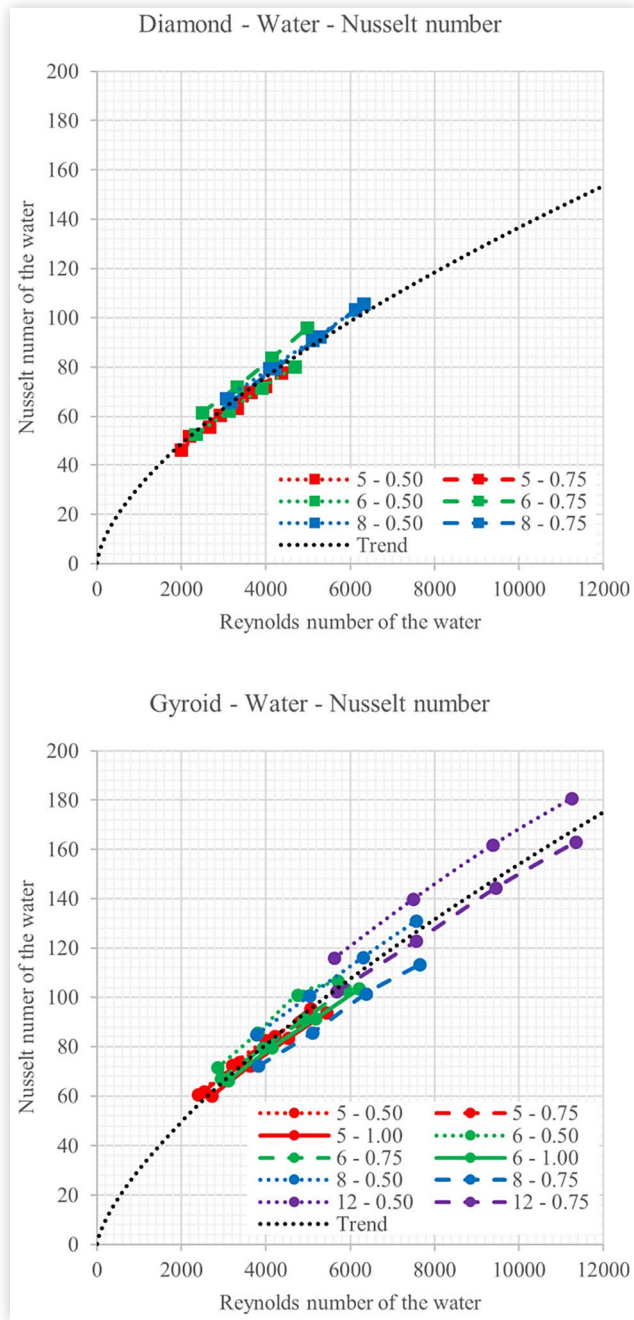 Diamond - Water - Nusselt number
200
180
160
140
120
100
80
60
40
20
0
Nusselt numer of the water
5 - 0.50 5 - 0.75
6 - 0.50 6 - 0.75
8 - 0.50 8 - 0.75
Trend
0 2000 4000 6000 8000 10000 12000
Reynolds number of the water
Gyroid - Water - Nusselt number
200
180
160
140
120
100
80
60
40
20
0
Nusselt numer of the water
5 - 0.50 5 - 0.75
5 - 1.00 6 - 0.50
6 - 0.75 6 - 1.00
8 - 0.50 8 - 0.75
12 - 0.50 12 - 0.75
Trend
0 2000 4000 6000 8000 10000 12000
Reynolds number of the water